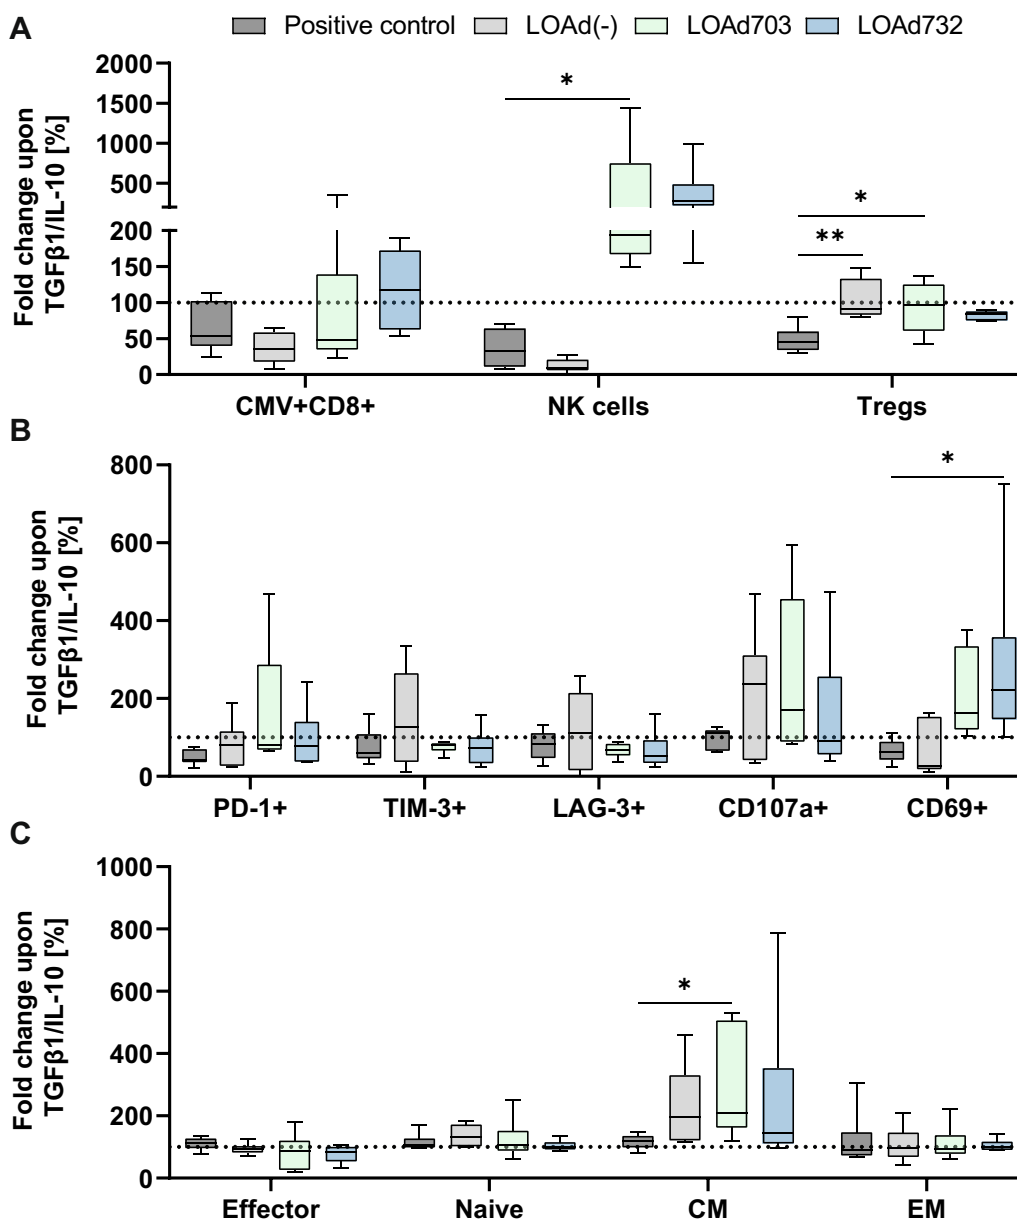 A
Positive control LOAd(-) LOAd703 LOAd732
Fold change upon
TGFβ1/IL-10 [%]
2000
1500
1000
500
200
150
100
50
0
*
**
*
CMV+CD8+ NK cells Tregs
B
Fold change upon
TGFβ1/IL-10 [%]
800
600
400
200
0
*
PD-1+ TIM-3+ LAG-3+ CD107a+ CD69+
C
Fold change upon
TGFβ1/IL-10 [%]
1000
800
600
400
200
0
*
Effector Naive CM EM